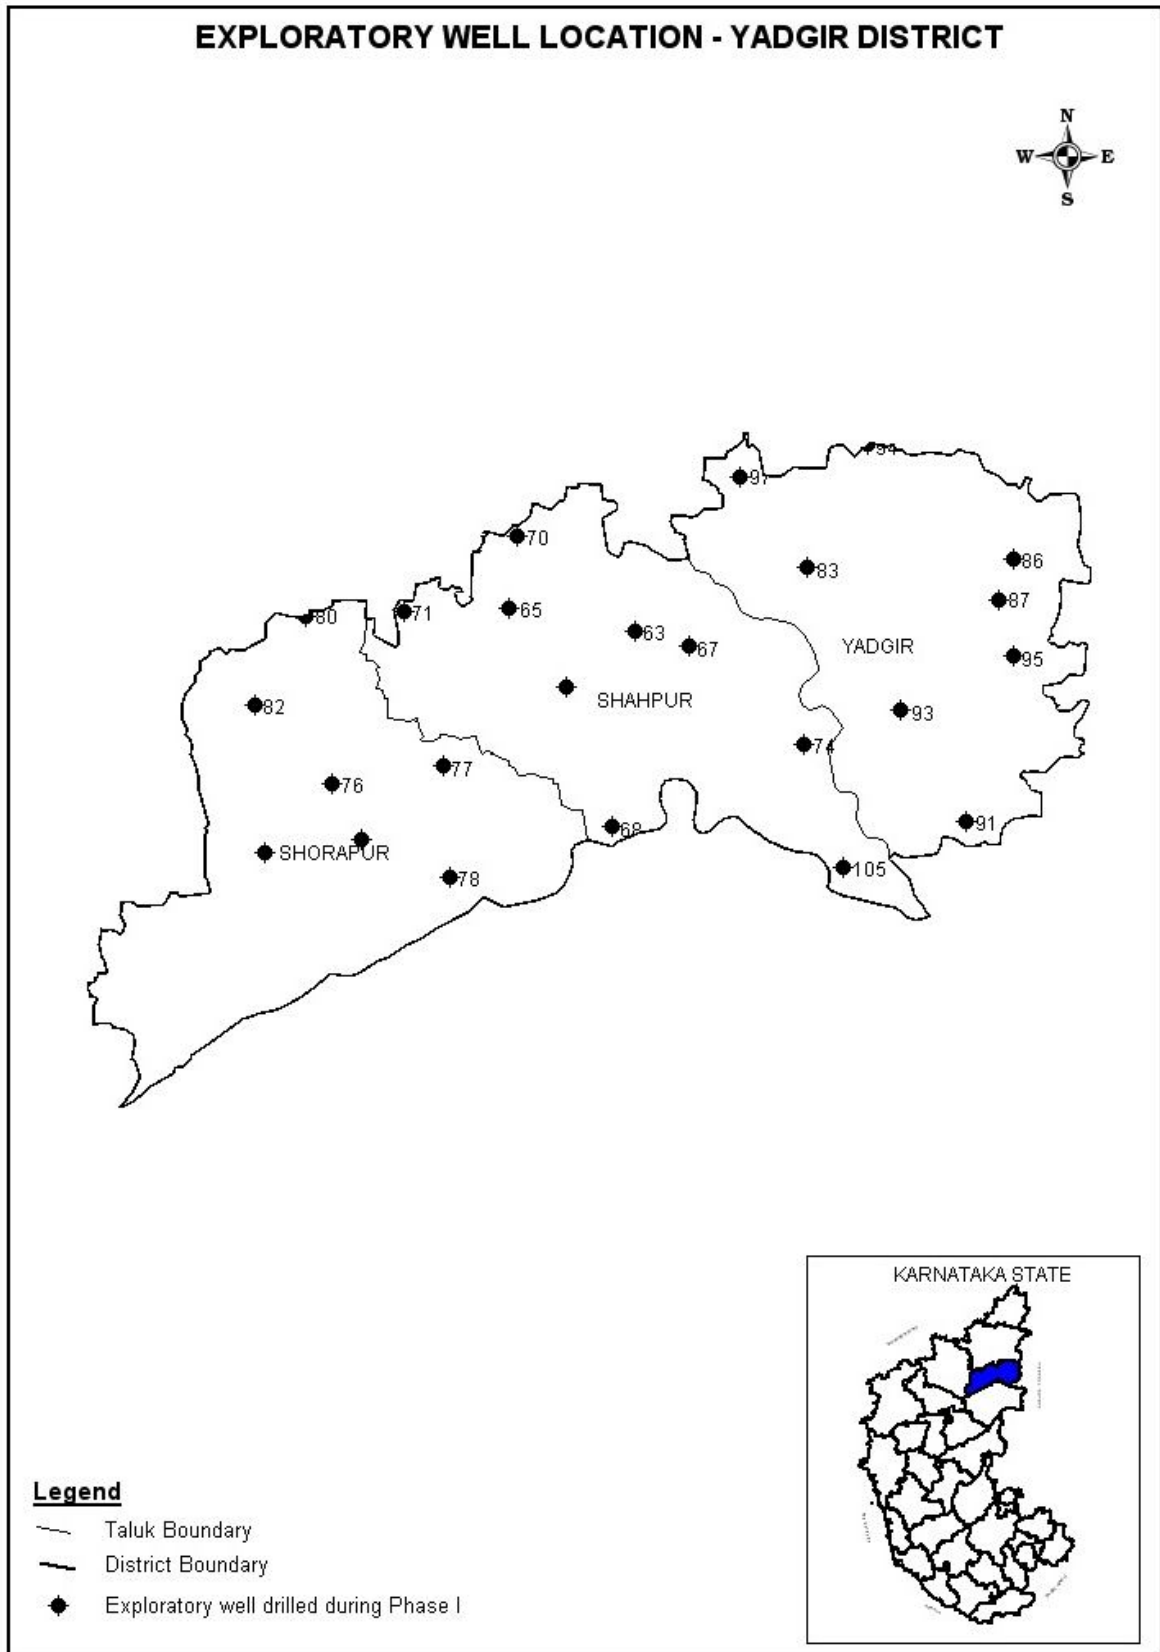 EXPLORATORY WELL LOCATION - YADGIR DISTRICT
N
W E
S
94
97
70
86
83
87
80
71
65
63
67
YADGIR
95
SHAHPUR
82
93
74
77
76
91
68
SHORAPUR
105
78
KARNATAKA STATE
Legend
Taluk Boundary
District Boundary
Exploratory well drilled during Phase I